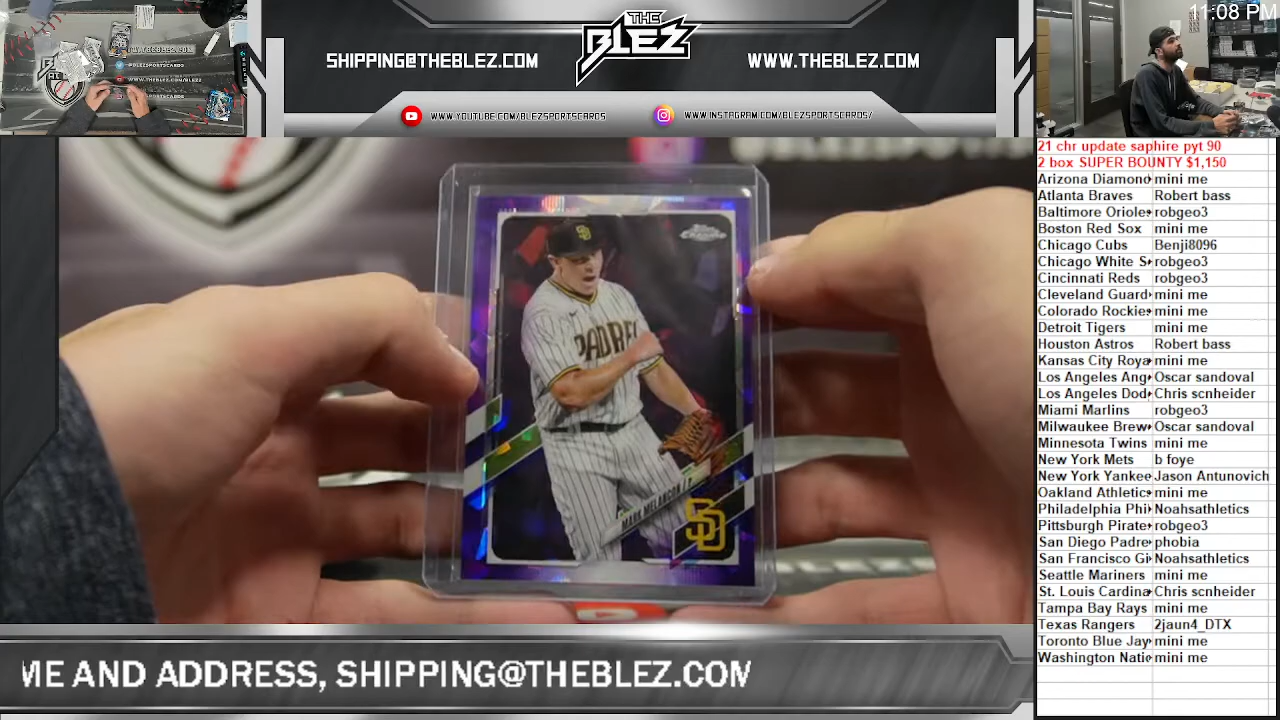 11:08 PM
THE
BLEZ
SHIPPING@THEBLEZ.COM
WWW.THEBLEZ.COM
WWW.YOUTUBE.COM/BLEZSPORTSCARDS
WWW.INSTAGRAM.COM/BLEZSPORTSCARDS/
21 chr update saphire pyt 90
2 box SUPER BOUNTY $1,150
Arizona Diamond mini me
Atlanta Braves Robert bass
Baltimore Oriole robgeo3
Boston Red Sox mini me
Chicago Cubs Benji8096
Chicago White S robgeo3
Cincinnati Reds robgeo3
Cleveland Guard mini me
Colorado Rockie mini me
Detroit Tigers mini me
Houston Astros Robert bass
Kansas City Roya mini me
Los Angeles Ang Oscar sandoval
Los Angeles Dod Chris scnheider
Miami Marlins robgeo3
Milwaukee Brew Oscar sandoval
Minnesota Twins mini me
New York Mets b foye
New York Yankee Jason Antunovich
Oakland Athletic mini me
Philadelphia Phi Noahsathletics
Pittsburgh Pirate robgeo3
San Diego Padre phobia
San Francisco Gi Noahsathletics
Seattle Mariners mini me
St. Louis Cardina Chris scnheider
Tampa Bay Rays mini me
Texas Rangers 2jaun4_DTX
Toronto Blue Jay mini me
Washington Natio mini me
Topps
Chrome
PADRE
MARK MELANCON
SD
ME AND ADDRESS, SHIPPING@THEBLEZ.COM